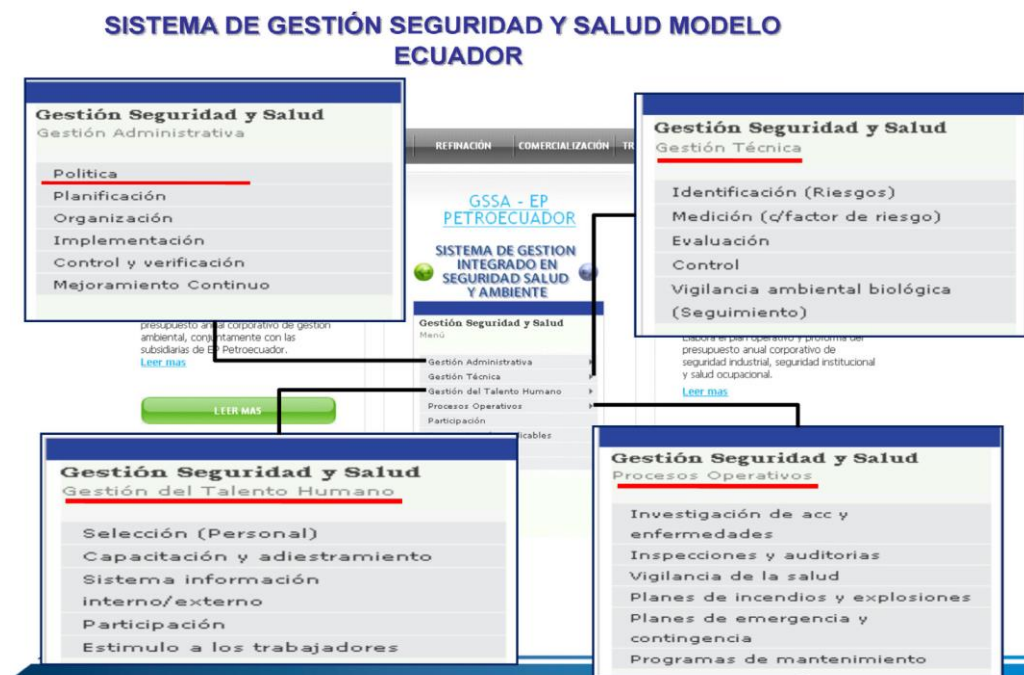 SISTEMA DE GESTIÓN SEGURIDAD Y SALUD MODELO
ECUADOR
Gestión Seguridad y Salud
Gestión Administrativa
Politica
Planificación
Organización
Implementación
Control y verificación
Mejoramiento Continuo
REFINACIÓN
COMERCIALIZACIÓN
TR
GSSA - EP
PETROECUADOR
SISTEMA DE GESTION
INTEGRADO EN
SEGURIDAD SALUD
Y AMBIENTE
Gestión Seguridad y Salud
Menú
Gestión Administrativa
Gestión Técnica
Gestión del Talento Humano
Procesos Operativos
Participación
licables
Gestión Seguridad y Salud
Gestión Técnica
Identificación (Riesgos)
Medición (c/factor de riesgo)
Evaluación
Control
Vigilancia ambiental biológica
(Seguimiento)
presupuesto anual corporativo de gestión
ambiental, conjuntamente con las
subsidiarias de EP Petroecuador.
Leer mas
LEER MAS
Elabora el plan operativo y proforma del
presupuesto anual corporativo de
seguridad industrial, seguridad institucional
y salud ocupacional.
Leer mas
Gestión Seguridad y Salud
Gestión del Talento Humano
Selección (Personal)
Capacitación y adiestramiento
Sistema información
interno/externo
Participación
Estimulo a los trabajadores
Gestión Seguridad y Salud
Procesos Operativos
Investigación de acc y
enfermedades
Inspecciones y auditorias
Vigilancia de la salud
Planes de incendios y explosiones
Planes de emergencia y
contingencia
Programas de mantenimiento